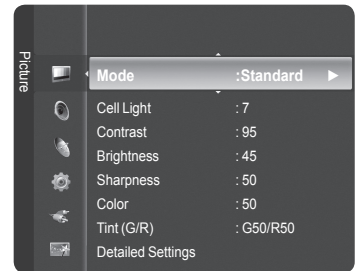 Picture
Mode :Standard ►
Cell Light : 7
Contrast : 95
Brightness : 45
Sharpness : 50
Color : 50
Tint (G/R) : G50/R50
Detailed Settings